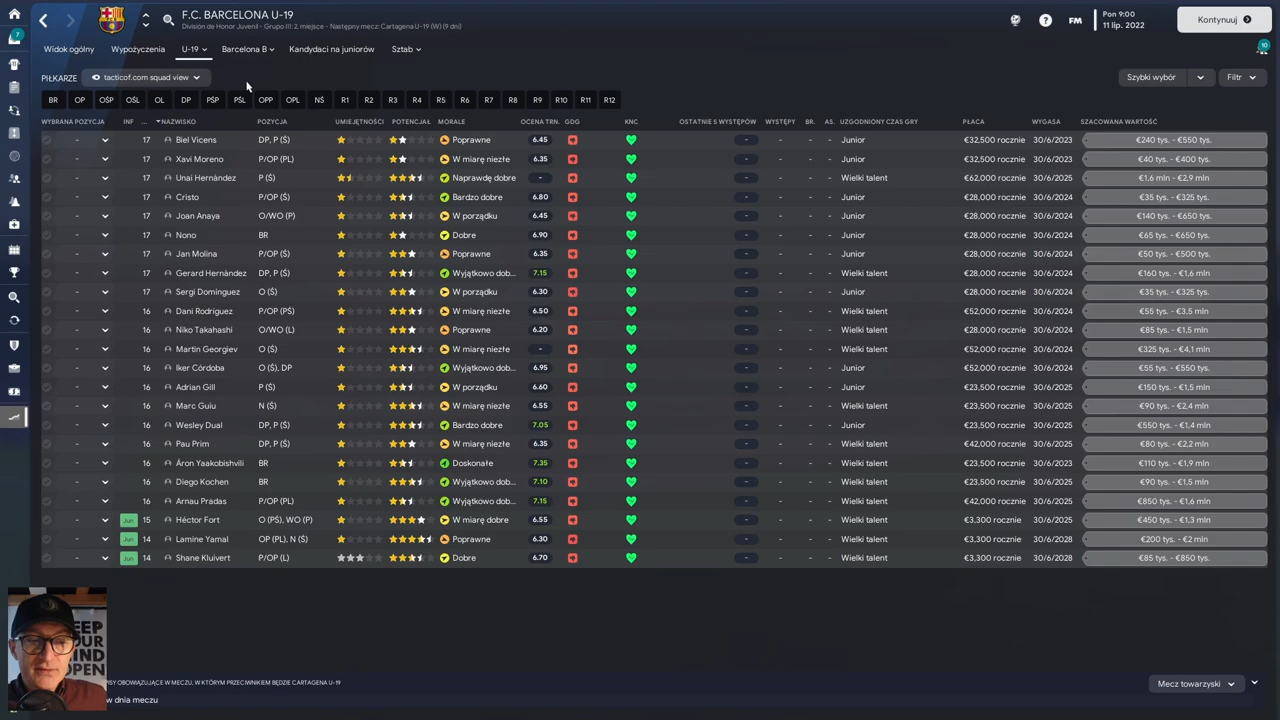 F.C. BARCELONA U-19
División de Honor Juvenil - Grupo III: 2. miejsce - Następny mecz: Cartagena U-19 (W) (9 dni)
7
?
FM
Pon 9:00
11 lip. 2022
Kontynuuj
Widok ogólny Wypożyczenia U-19 Barcelona B Kandydaci na juniorów Sztab
10
PIŁKARZE tacticof.com squad view Szybki wybór Filtr
BR OP OŚP OŚL OL DP PŚP PŚL OPP OPL NŚ R1 R2 R3 R4 R5 R6 R7 R8 R9 R10 R11 R12
WYBRANA POZYCJA INF ... NAZWISKO POZYCJA UMIEJĘTNOŚCI POTENCJAŁ MORALE OCENA TRN. GDG KNC OSTATNIE 5 WYSTĘPÓW WYSTĘPY BR. AS. UZGODNIONY CZAS GRY PŁACA WYGASA SZACOWANA WARTOŚĆ
- 17 Biel Vicens DP, P (Ś) Poprawne 6.45 - - - - Junior €32,500 rocznie 30/6/2023 €240 tys. - €550 tys.
- 17 Xavi Moreno P/OP (PL) W miarę niezłe 6.35 - - - - Junior €32,500 rocznie 30/6/2023 €40 tys. - €400 tys.
- 17 Unai Hernández P (Ś) Naprawdę dobre - - - - - Wielki talent €62,000 rocznie 30/6/2025 €1,6 mln - €2,9 mln
- 17 Cristo P/OP (Ś) Bardzo dobre 6.80 - - - - Junior €28,000 rocznie 30/6/2024 €35 tys. - €325 tys.
- 17 Joan Anaya O/WO (P) W porządku 6.45 - - - - Junior €28,000 rocznie 30/6/2024 €140 tys. - €650 tys.
- 17 Nono BR Dobre 6.90 - - - - Junior €28,000 rocznie 30/6/2024 €65 tys. - €650 tys.
- 17 Jan Molina P/OP (Ś) Poprawne 6.35 - - - - Junior €28,000 rocznie 30/6/2024 €50 tys. - €500 tys.
- 17 Gerard Hernández DP, P (Ś) Wyjątkowo dob... 7.15 - - - - Wielki talent €28,000 rocznie 30/6/2024 €160 tys. - €1,6 mln
- 17 Sergi Domínguez O (Ś) W porządku 6.30 - - - - Junior €28,000 rocznie 30/6/2024 €35 tys. - €325 tys.
- 16 Dani Rodríguez P/OP (PŚ) W miarę niezłe 6.50 - - - - Wielki talent €52,000 rocznie 30/6/2024 €55 tys. - €3,5 mln
- 16 Niko Takahashi O/WO (L) Poprawne 6.20 - - - - Junior €28,000 rocznie 30/6/2024 €85 tys. - €1,5 mln
- 16 Martín Georgiev O (Ś) W miarę niezłe - - - - - Wielki talent €52,000 rocznie 30/6/2024 €325 tys. - €4,1 mln
- 16 Iker Córdoba O (Ś), DP Wyjątkowo dob... 6.95 - - - - Junior €52,000 rocznie 30/6/2024 €55 tys. - €550 tys.
- 16 Adrian Gill P (Ś) W porządku 6.60 - - - - Junior €23,500 rocznie 30/6/2025 €150 tys. - €1,5 mln
- 16 Marc Guiu N (Ś) W miarę niezłe 6.55 - - - - Wielki talent €23,500 rocznie 30/6/2025 €90 tys. - €2,4 mln
- 16 Wesley Dual DP, P (Ś) Bardzo dobre 7.05 - - - - Wielki talent €23,500 rocznie 30/6/2025 €550 tys. - €1,4 mln
- 16 Pau Prim DP, P (Ś) W miarę niezłe 6.35 - - - - Wielki talent €42,000 rocznie 30/6/2025 €80 tys. - €2,2 mln
- 16 Áron Yaakobishvili BR Doskonałe 7.35 - - - - Wielki talent €23,500 rocznie 30/6/2023 €110 tys. - €1,9 mln
- 16 Diego Kochen BR Wyjątkowo dob... 7.10 - - - - Wielki talent €23,500 rocznie 30/6/2025 €90 tys. - €1,5 mln
- 16 Arnau Pradas P/OP (PL) Wyjątkowo dob... 7.15 - - - - Wielki talent €42,000 rocznie 30/6/2025 €850 tys. - €1,6 mln
- Jun 15 Héctor Fort O (PŚ), WO (P) W miarę dobre 6.55 - - - - Wielki talent €3,300 rocznie 30/6/2025 €450 tys. - €1,3 mln
- Jun 14 Lamine Yamal OP (PL), N (Ś) Poprawne 6.30 - - - - Wielki talent €3,300 rocznie 30/6/2028 €200 tys. - €2 mln
- Jun 14 Shane Kluivert P/OP (L) Dobre 6.70 - - - - Wielki talent €3,300 rocznie 30/6/2028 €85 tys. - €850 tys.
KEEP
YOUR
MIND
OPEN
OBOWIĄZUJĄCE W MECZU, W KTÓRYM PRZECIWNIKIEM BĘDZIE CARTAGENA U-19
w dnia meczu
Mecz towarzyski